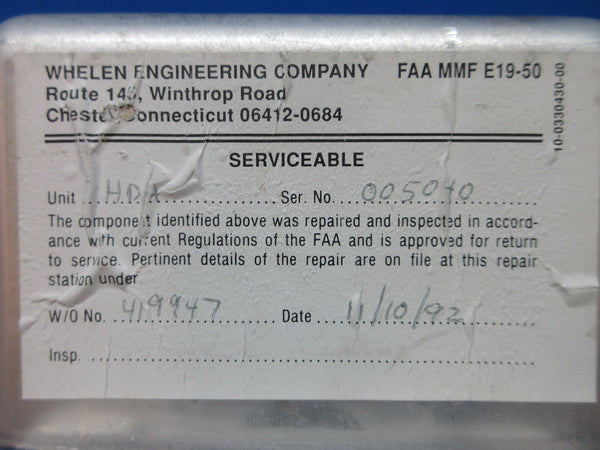 WHELEN ENGINEERING COMPANY FAA MMF E19-50
Route 145, Winthrop Road
Chester, Connecticut 06412-0684
10-0330430-00
SERVICEABLE
Unit HDA Ser. No. 005040
The component identified above was repaired and inspected in accord-
ance with current Regulations of the FAA and is approved for return
to service. Pertinent details of the repair are on file at this repair
station under
W/O No. 419947 Date 11/10/92
Insp.